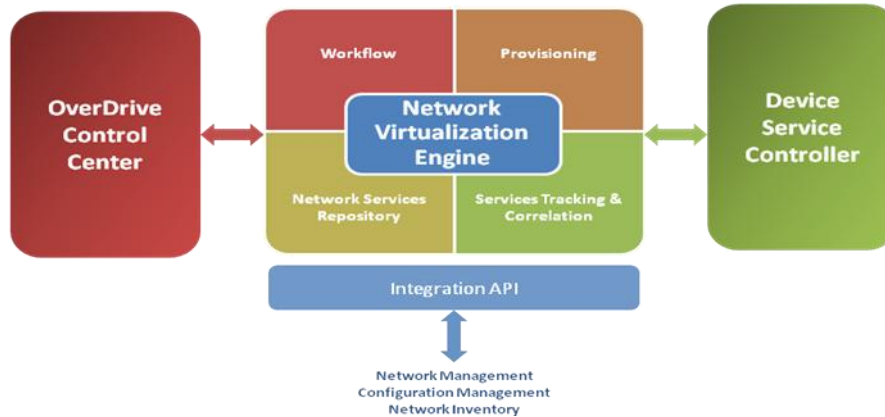 OverDrive
Control
Center
Workflow
Provisioning
Network
Virtualization
Engine
Network Services
Repository
Services Tracking &
Correlation
Device
Service
Controller
Integration API
Network Management
Configuration Management
Network Inventory